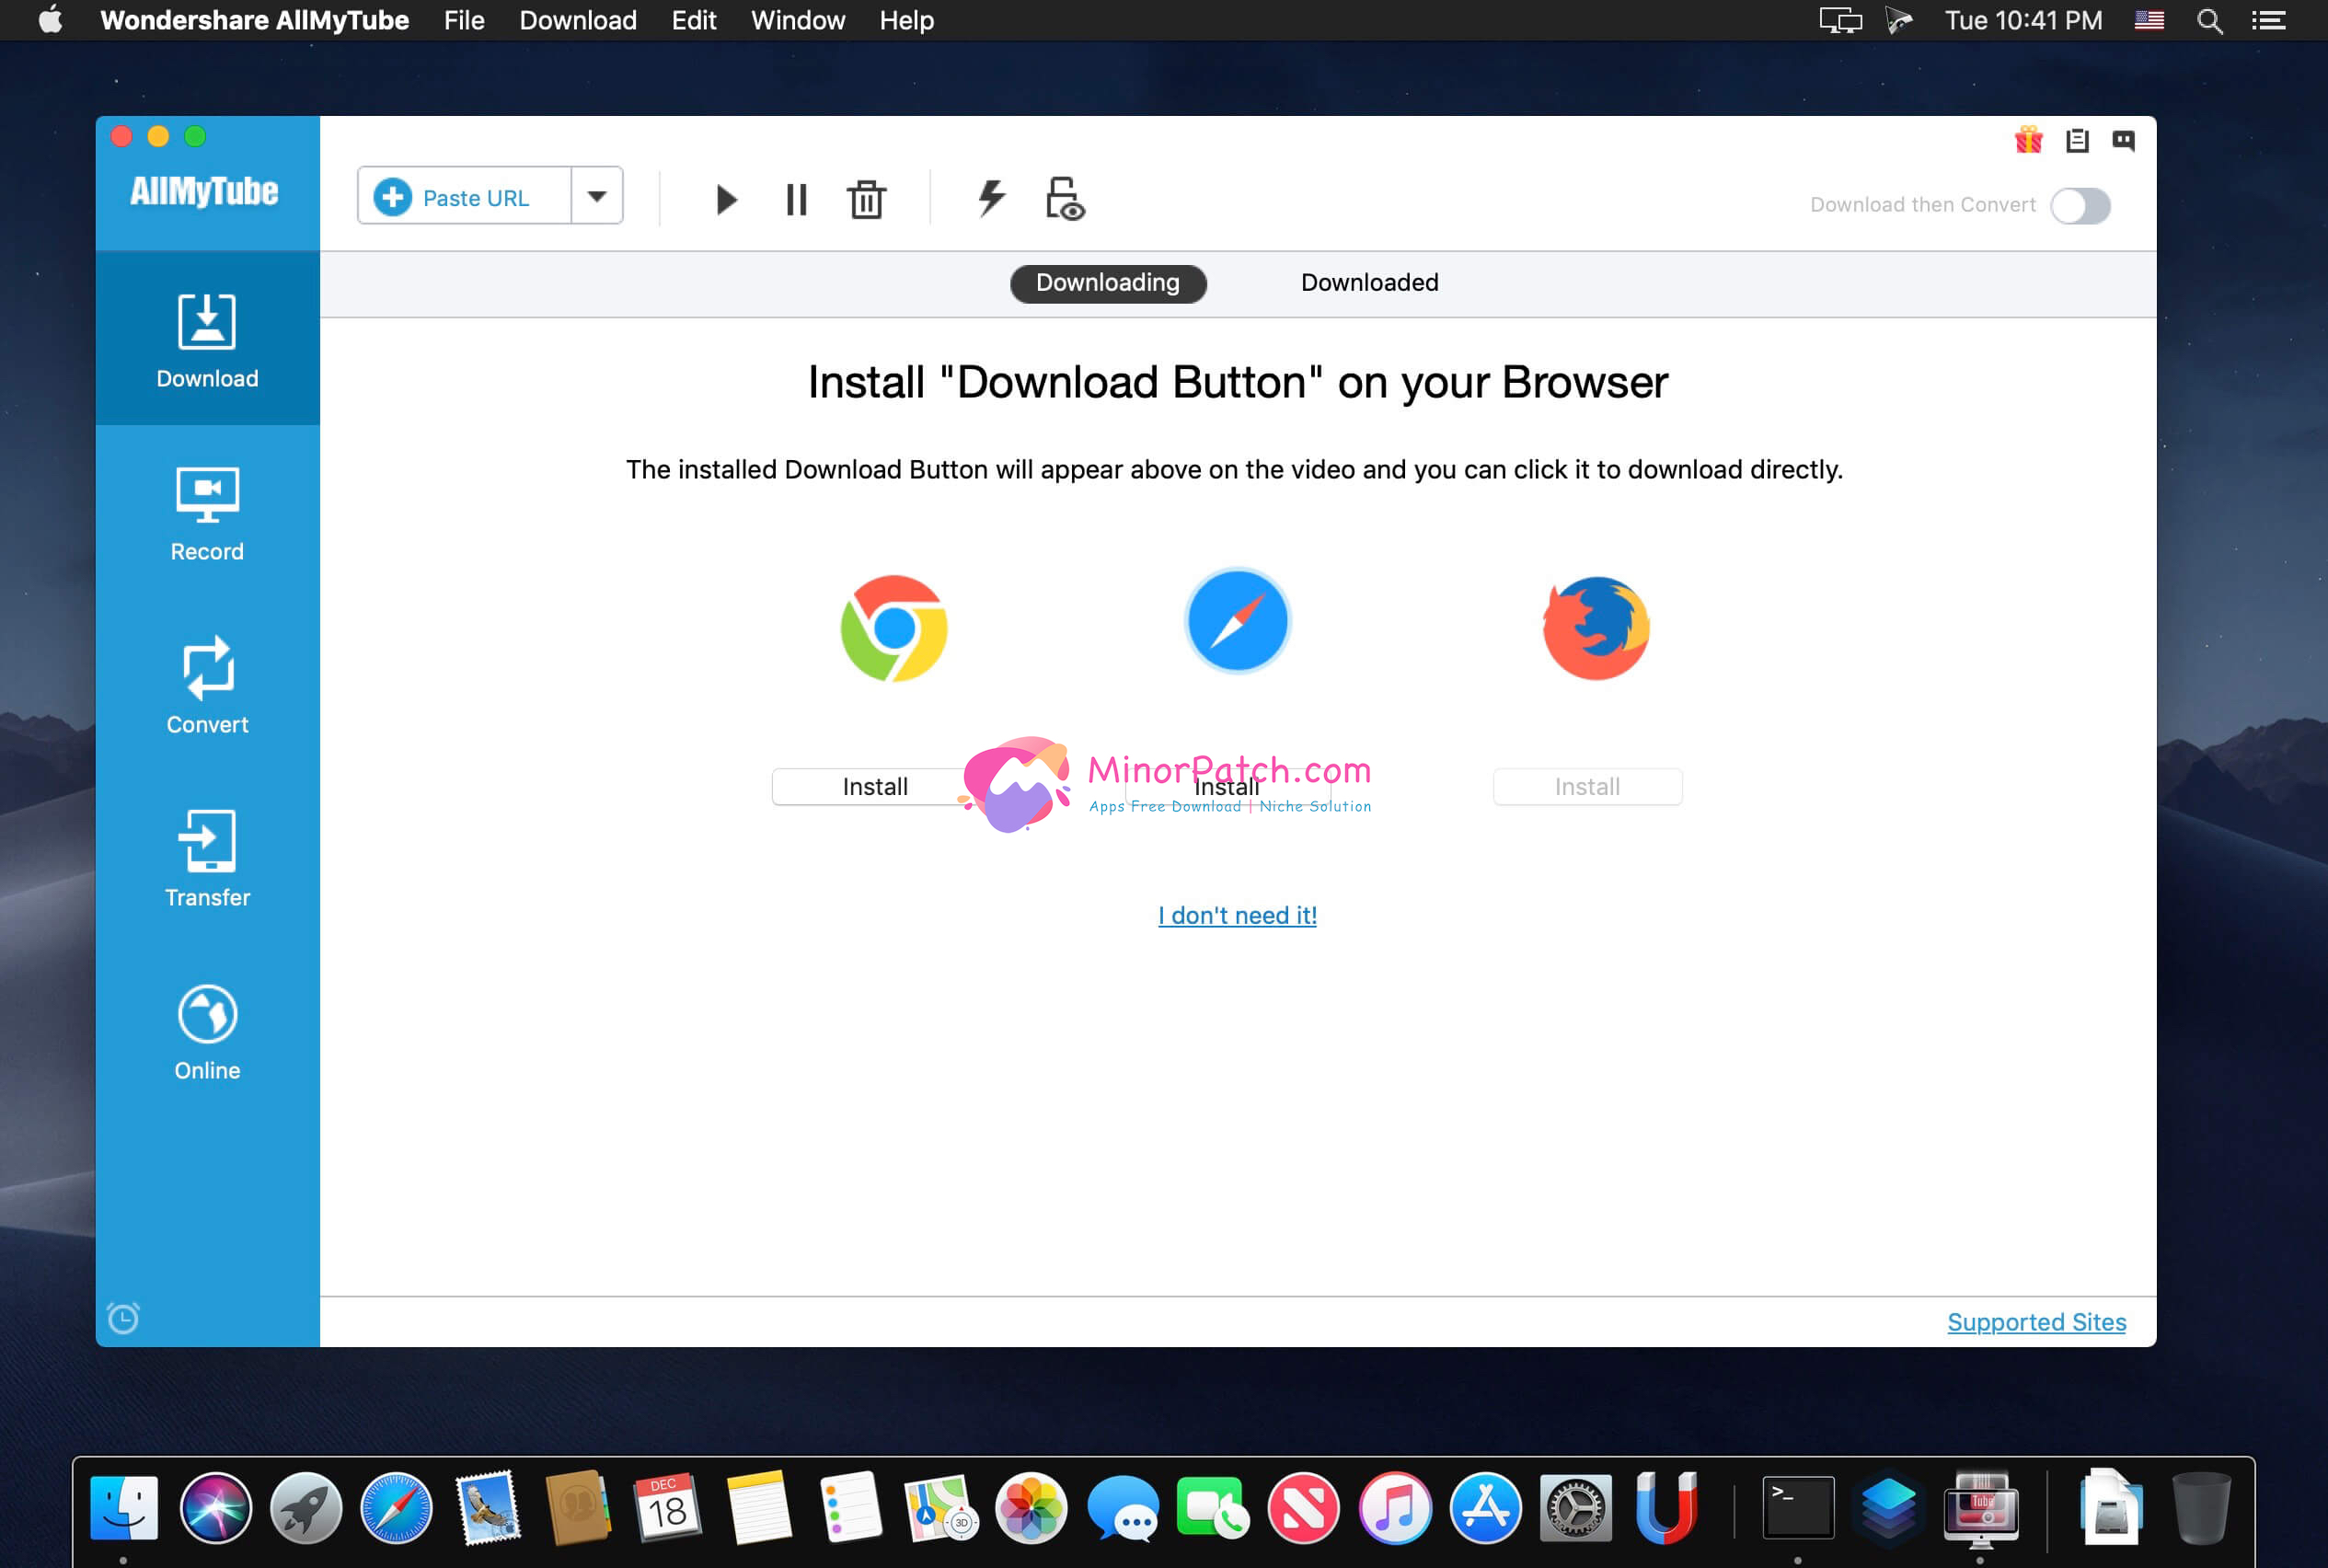 Wondershare AllMyTube File Download Edit Window Help Tue 10:41 PM
AllMyTube
Paste URL
Download then Convert
Downloading Downloaded
Download
Install "Download Button" on your Browser
The installed Download Button will appear above on the video and you can click it to download directly.
Record
Convert
MinorPatch.com
Install Install Install
Apps Free Download | Niche Solution
Transfer
I don't need it!
Online
Supported Sites
DEC
18
3D
>_
Tube